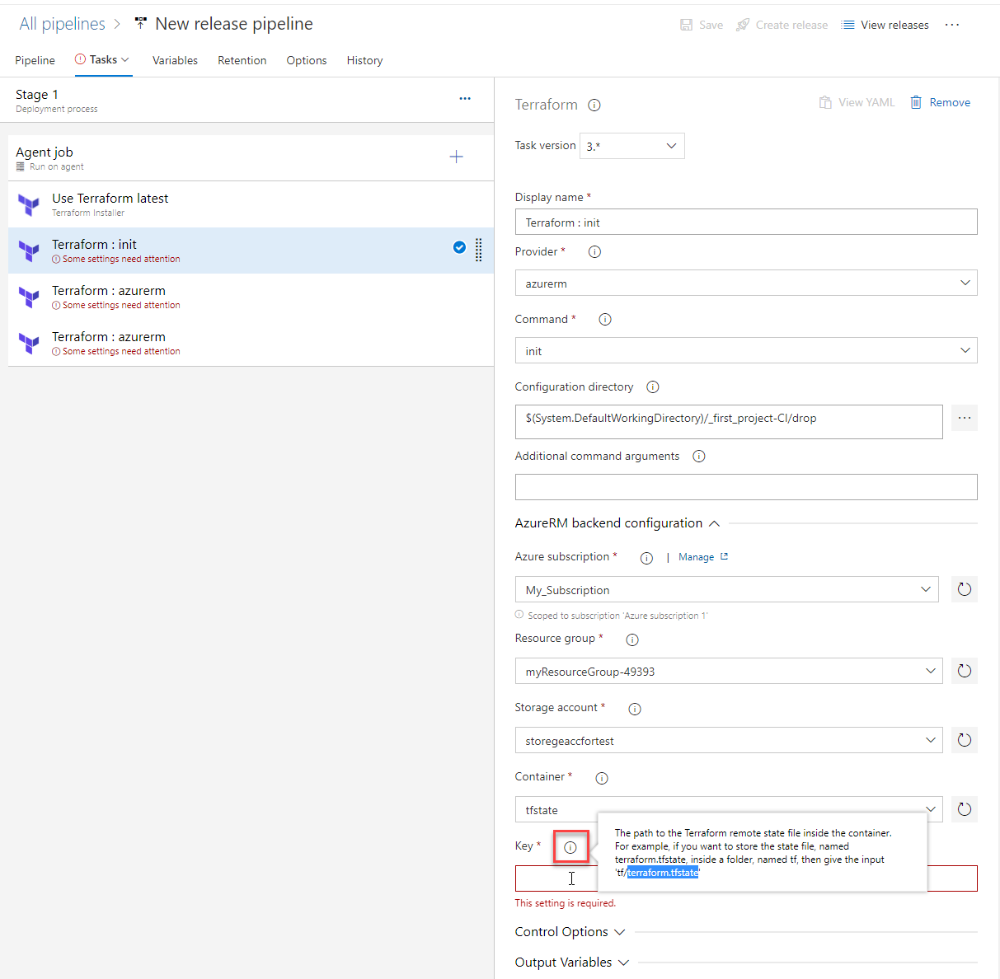 All pipelines > New release pipeline
Save Create release View releases ...
Pipeline Tasks Variables Retention Options History
Stage 1
Deployment process
...
Agent job
Run on agent
Use Terraform latest
Terraform Installer
Terraform : init
Some settings need attention
Terraform : azurerm
Some settings need attention
Terraform : azurerm
Some settings need attention
Terraform
View YAML Remove
Task version 3.*
Display name *
Terraform : init
Provider *
azurerm
Command *
init
Configuration directory
$(System.DefaultWorkingDirectory)/_first_project-CI/drop
...
Additional command arguments
AzureRM backend configuration
Azure subscription * | Manage
My_Subscription
Scoped to subscription 'Azure subscription 1'
Resource group *
myResourceGroup-49393
Storage account *
storegeaccfortest
Container *
tfstate
Key *
The path to the Terraform remote state file inside the container.
For example, if you want to store the state file, named
terraform.tfstate, inside a folder, named tf, then give the input
'tf/terraform.tfstate'
This setting is required.
Control Options
Output Variables